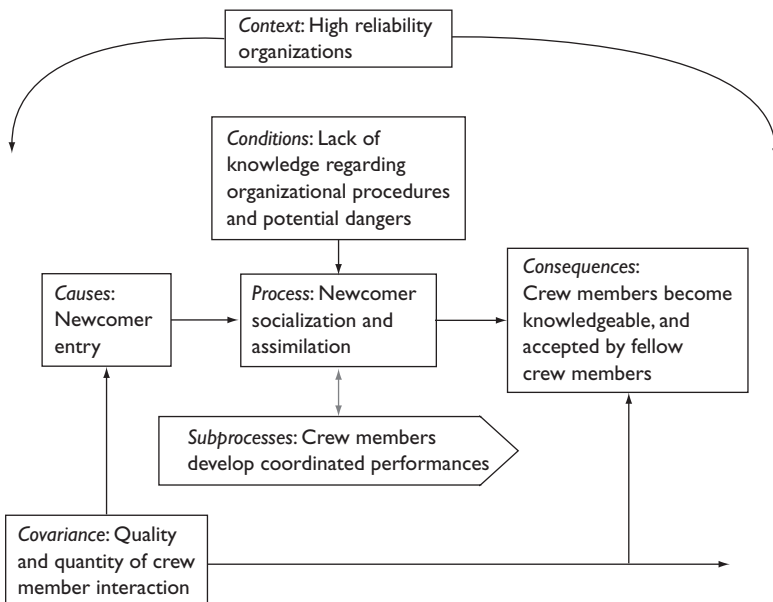 Context: High reliability
organizations
Conditions: Lack of
knowledge regarding
organizational procedures
and potential dangers
Causes:
Newcomer
entry
Process: Newcomer
socialization and
assimilation
Consequences:
Crew members become
knowledgeable, and
accepted by fellow
crew members
Subprocesses: Crew members
develop coordinated performances
Covariance: Quality
and quantity of crew
member interaction